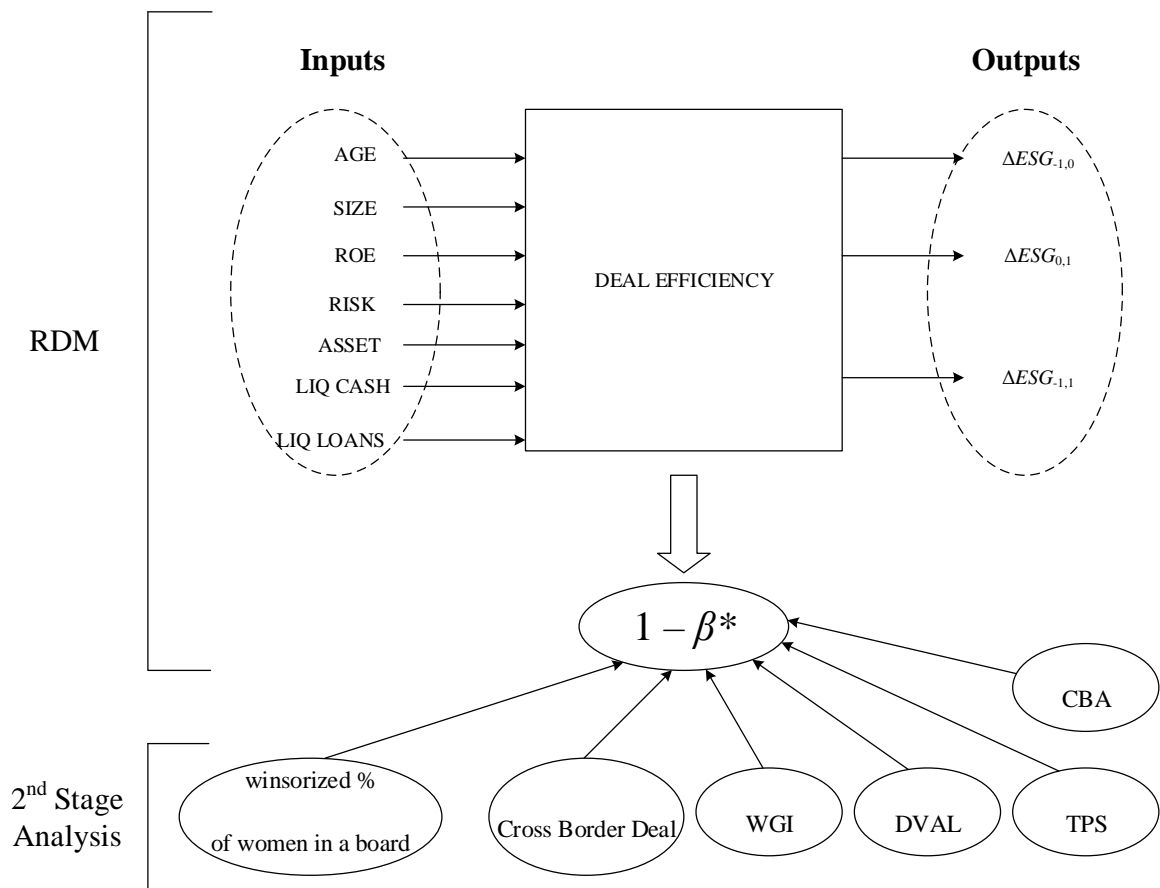 Inputs
Outputs
AGE
SIZE
ROE
RISK
ASSET
LIQ CASH
LIQ LOANS
DEAL EFFICIENCY
ΔESG-1,0
ΔESG0,1
ΔESG-1,1
RDM
1 – β*
CBA
2nd Stage
Analysis
winsorized %
of women in a board
Cross Border Deal
WGI
DVAL
TPS